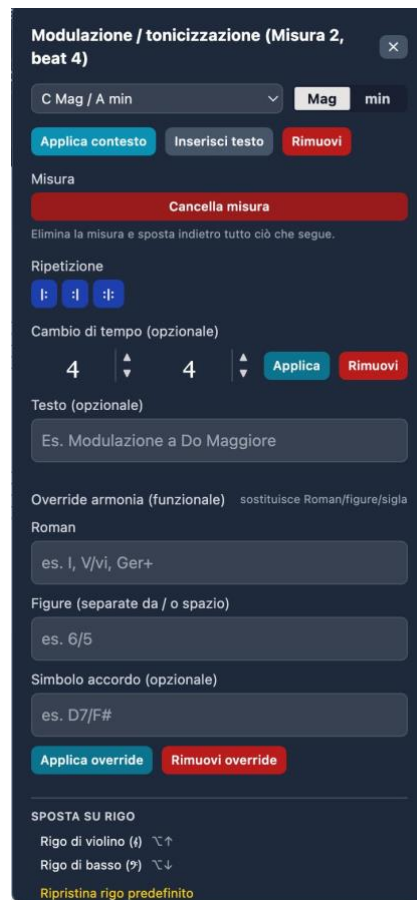 Modulazione / tonicizzazione (Misura 2,
beat 4)
C Mag / A min
Mag min
Applica contesto Inserisci testo Rimuovi
Misura
Cancella misura
Elimina la misura e sposta indietro tutto ciò che segue.
Ripetizione
|: :| :|:
Cambio di tempo (opzionale)
4 4 Applica Rimuovi
Testo (opzionale)
Es. Modulazione a Do Maggiore
Override armonia (funzionale) sostituisce Roman/figure/sigla
Roman
es. I, V/vi, Ger+
Figure (separate da / o spazio)
es. 6/5
Simbolo accordo (opzionale)
es. D7/F#
Applica override Rimuovi override
SPOSTA SU RIGO
Rigo di violino (𝄞) ⌥↑
Rigo di basso (𝄢) ⌥↓
Ripristina rigo predefinito